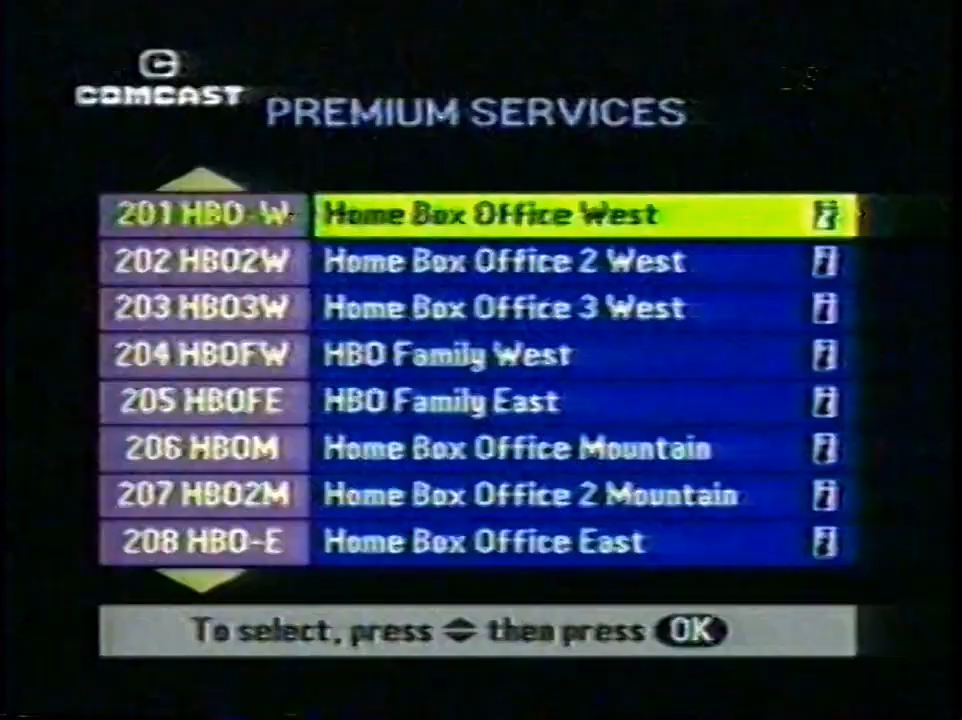 C
COMCAST
PREMIUM SERVICES
201 HBO-W Home Box Office West i
202 HBO2W Home Box Office 2 West i
203 HBO3W Home Box Office 3 West i
204 HBOFW HBO Family West i
205 HBOFE HBO Family East i
206 HBOM Home Box Office Mountain i
207 HBO2M Home Box Office 2 Mountain i
208 HBO-E Home Box Office East i
To select, press then press OK